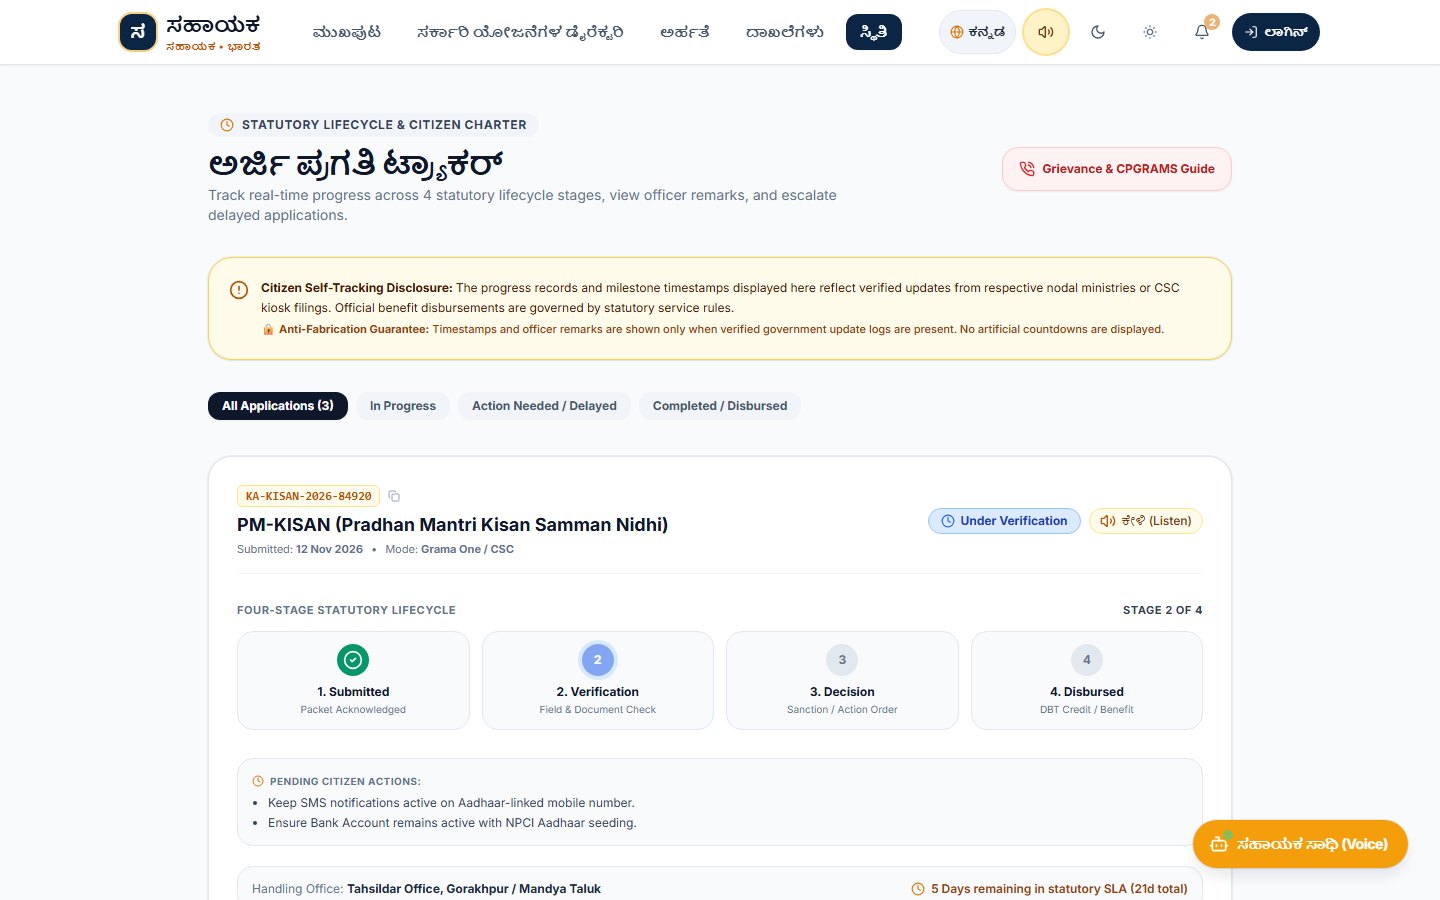 ಸ
ಸಹಾಯಕ
ಸಹಾಯಕ • ಭಾರತ
ಮುಖಪುಟ
ಸರ್ಕಾರಿ ಯೋಜನೆಗಳ ಡೈರೆಕ್ಟರಿ
ಅರ್ಹತೆ
ದಾಖಲೆಗಳು
ಸ್ಥಿತಿ
ಕನ್ನಡ
2
ಲಾಗಿನ್
STATUTORY LIFECYCLE & CITIZEN CHARTER
ಅರ್ಜಿ ಪ್ರಗತಿ ಟ್ರ್ಯಾಕರ್
Track real-time progress across 4 statutory lifecycle stages, view officer remarks, and escalate
delayed applications.
Grievance & CPGRAMS Guide
Citizen Self-Tracking Disclosure: The progress records and milestone timestamps displayed here reflect verified updates from respective nodal ministries or CSC
kiosk filings. Official benefit disbursements are governed by statutory service rules.
🔒 Anti-Fabrication Guarantee: Timestamps and officer remarks are shown only when verified government update logs are present. No artificial countdowns are displayed.
All Applications (3)
In Progress
Action Needed / Delayed
Completed / Disbursed
KA-KISAN-2026-84920
PM-KISAN (Pradhan Mantri Kisan Samman Nidhi)
Submitted: 12 Nov 2026 • Mode: Grama One / CSC
Under Verification
ಕೇಳಿ (Listen)
FOUR-STAGE STATUTORY LIFECYCLE
STAGE 2 OF 4
1. Submitted
Packet Acknowledged
2
2. Verification
Field & Document Check
3
3. Decision
Sanction / Action Order
4
4. Disbursed
DBT Credit / Benefit
PENDING CITIZEN ACTIONS:
• Keep SMS notifications active on Aadhaar-linked mobile number.
• Ensure Bank Account remains active with NPCI Aadhaar seeding.
Handling Office: Tahsildar Office, Gorakhpur / Mandya Taluk
5 Days remaining in statutory SLA (21d total)
ಸಹಾಯಕ ಸಾಥಿ (Voice)